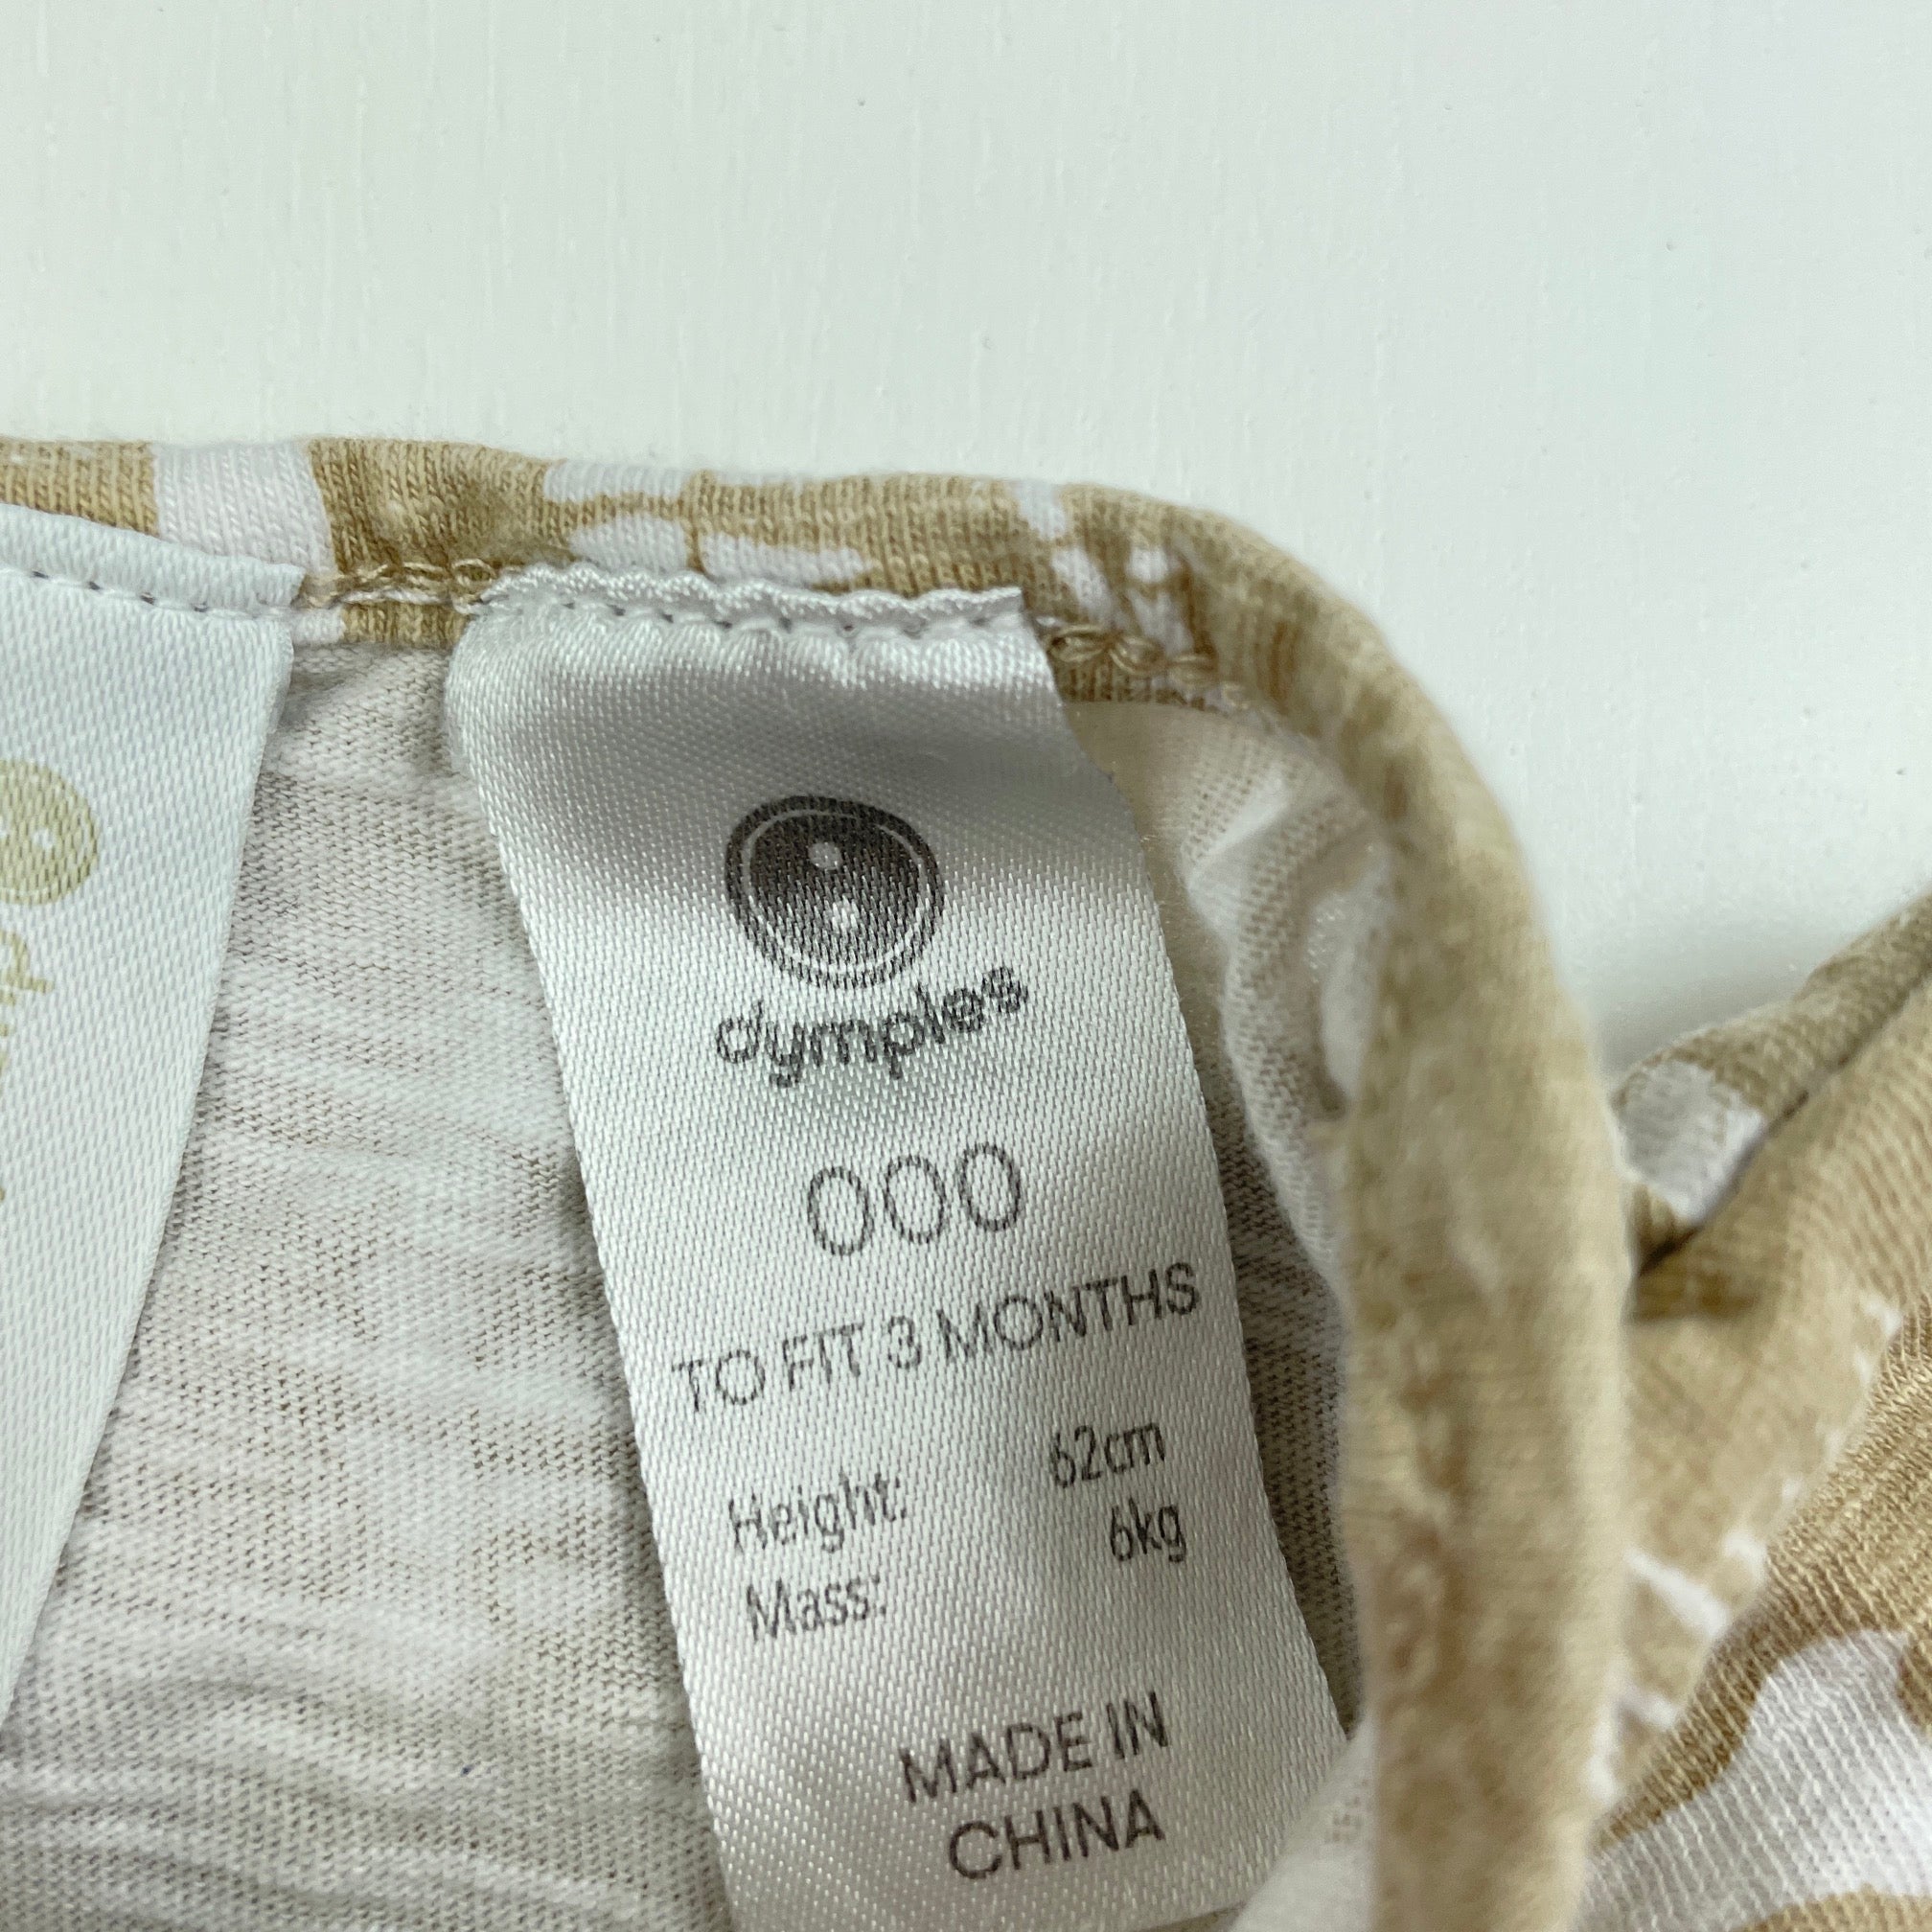 dymples
000
TO FIT 3 MONTHS
Height: 62cm
Mass: 6kg
MADE IN
CHINA